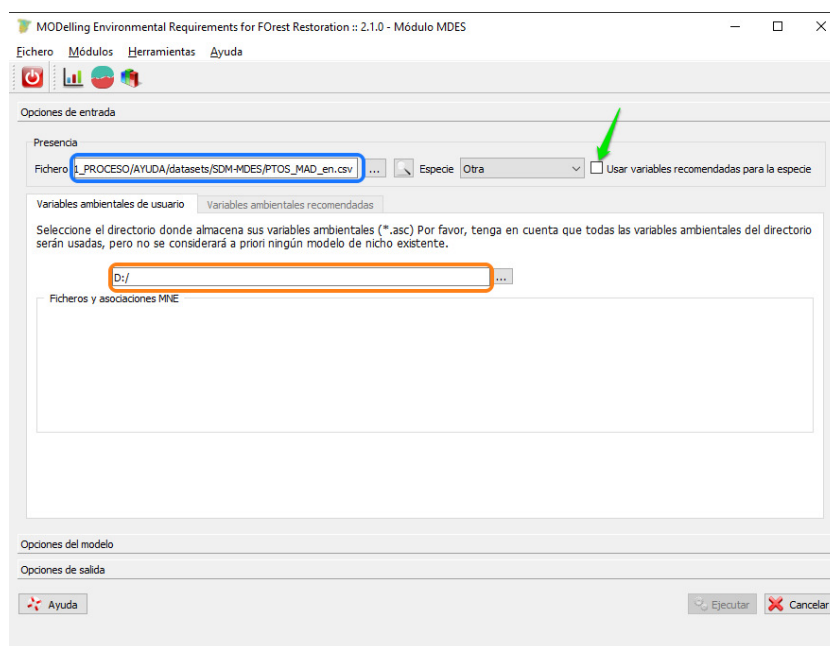 MODelling Environmental Requirements for FOrest Restoration :: 2.1.0 - Módulo MDES
Fichero Módulos Herramientas Ayuda
Opciones de entrada
Presencia
Fichero 1_PROCESO/AYUDA/datasets/SDM-MDES/PTOS_MAD_en.csv ... Especie Otra Usar variables recomendadas para la especie
Variables ambientales de usuario Variables ambientales recomendadas
Seleccione el directorio donde almacena sus variables ambientales (*.asc) Por favor, tenga en cuenta que todas las variables ambientales del directorio
serán usadas, pero no se considerará a priori ningún modelo de nicho existente.
D:/ ...
Ficheros y asociaciones MNE
Opciones del modelo
Opciones de salida
Ayuda Ejecutar Cancelar